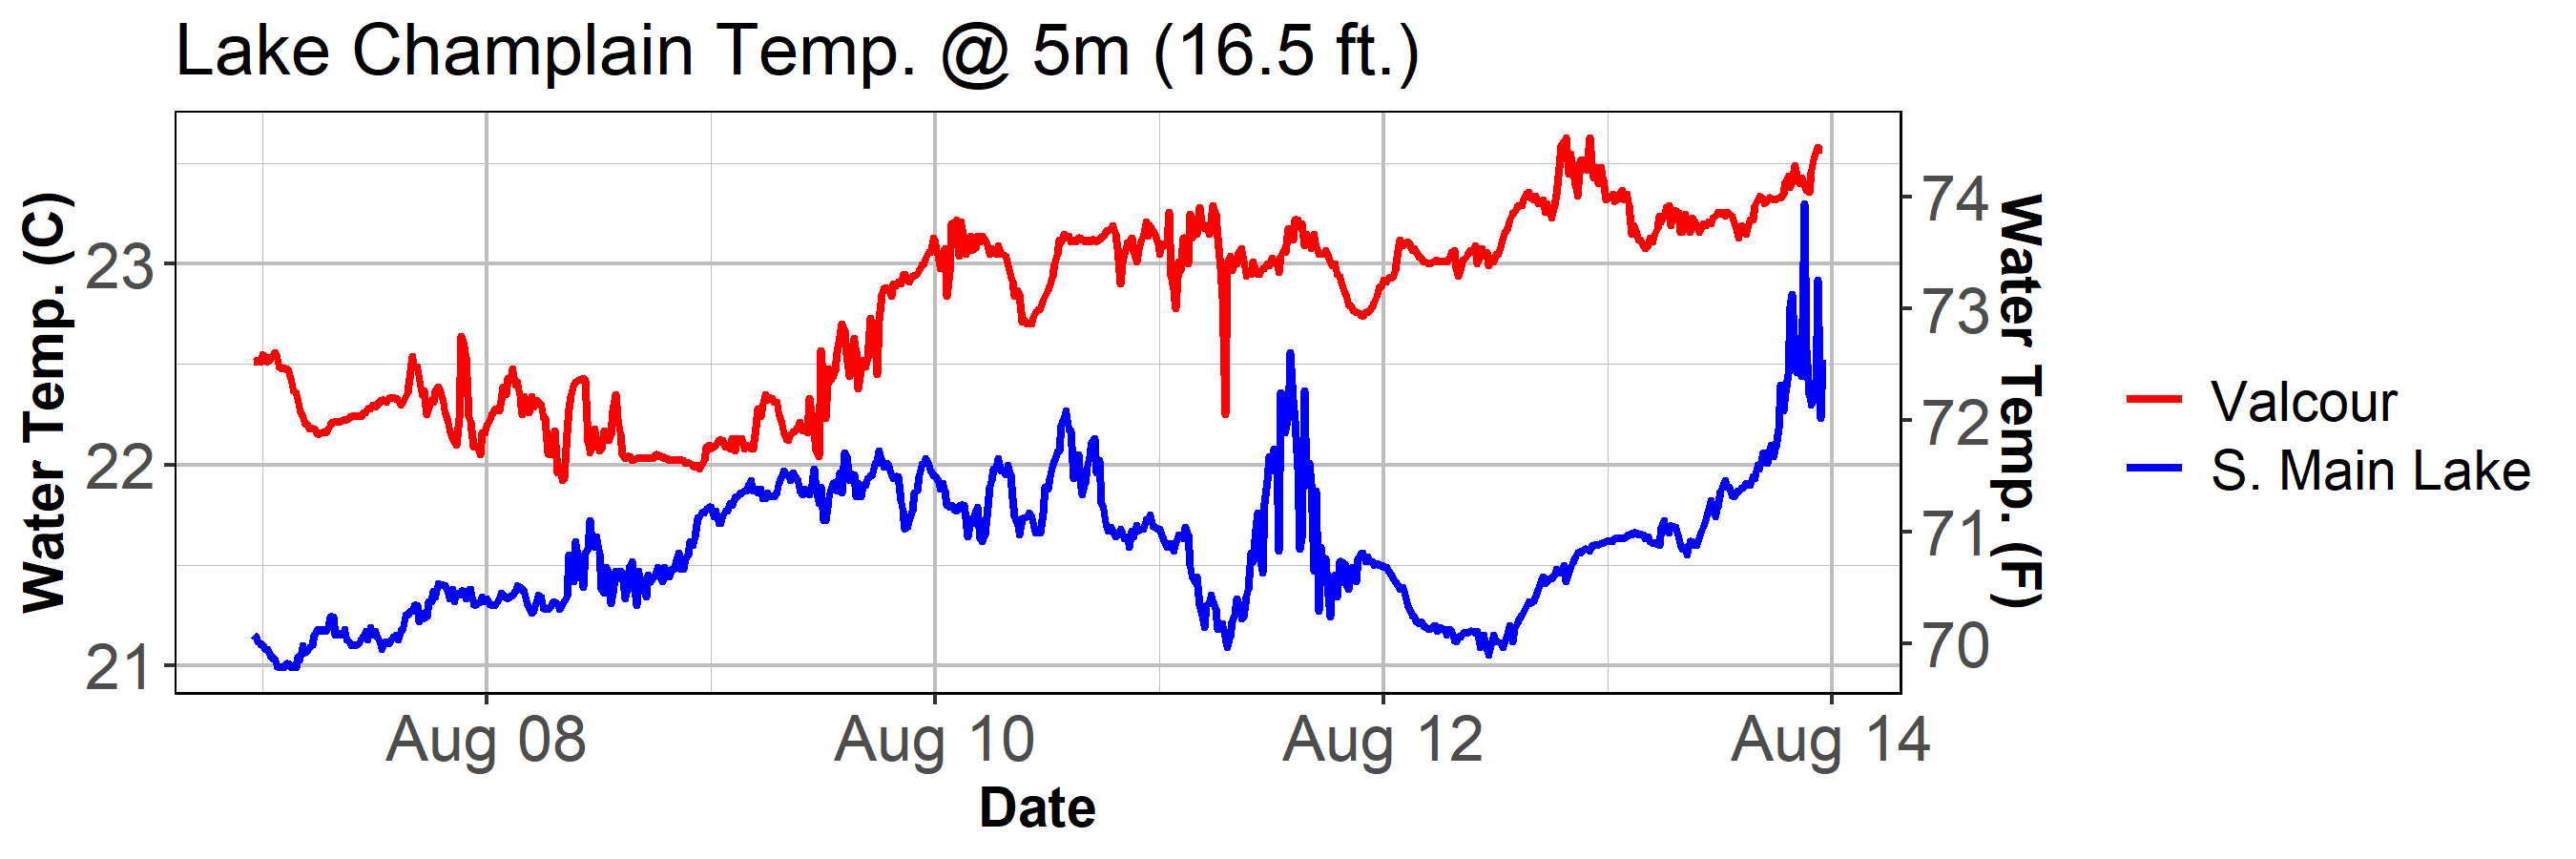 Lake Champlain Temp. @ 5m (16.5 ft.)
Water Temp. (C)
23
22
21
74
73
72
71
70
Water Temp. (F)
Aug 08
Aug 10
Aug 12
Aug 14
Date
Valcour
S. Main Lake